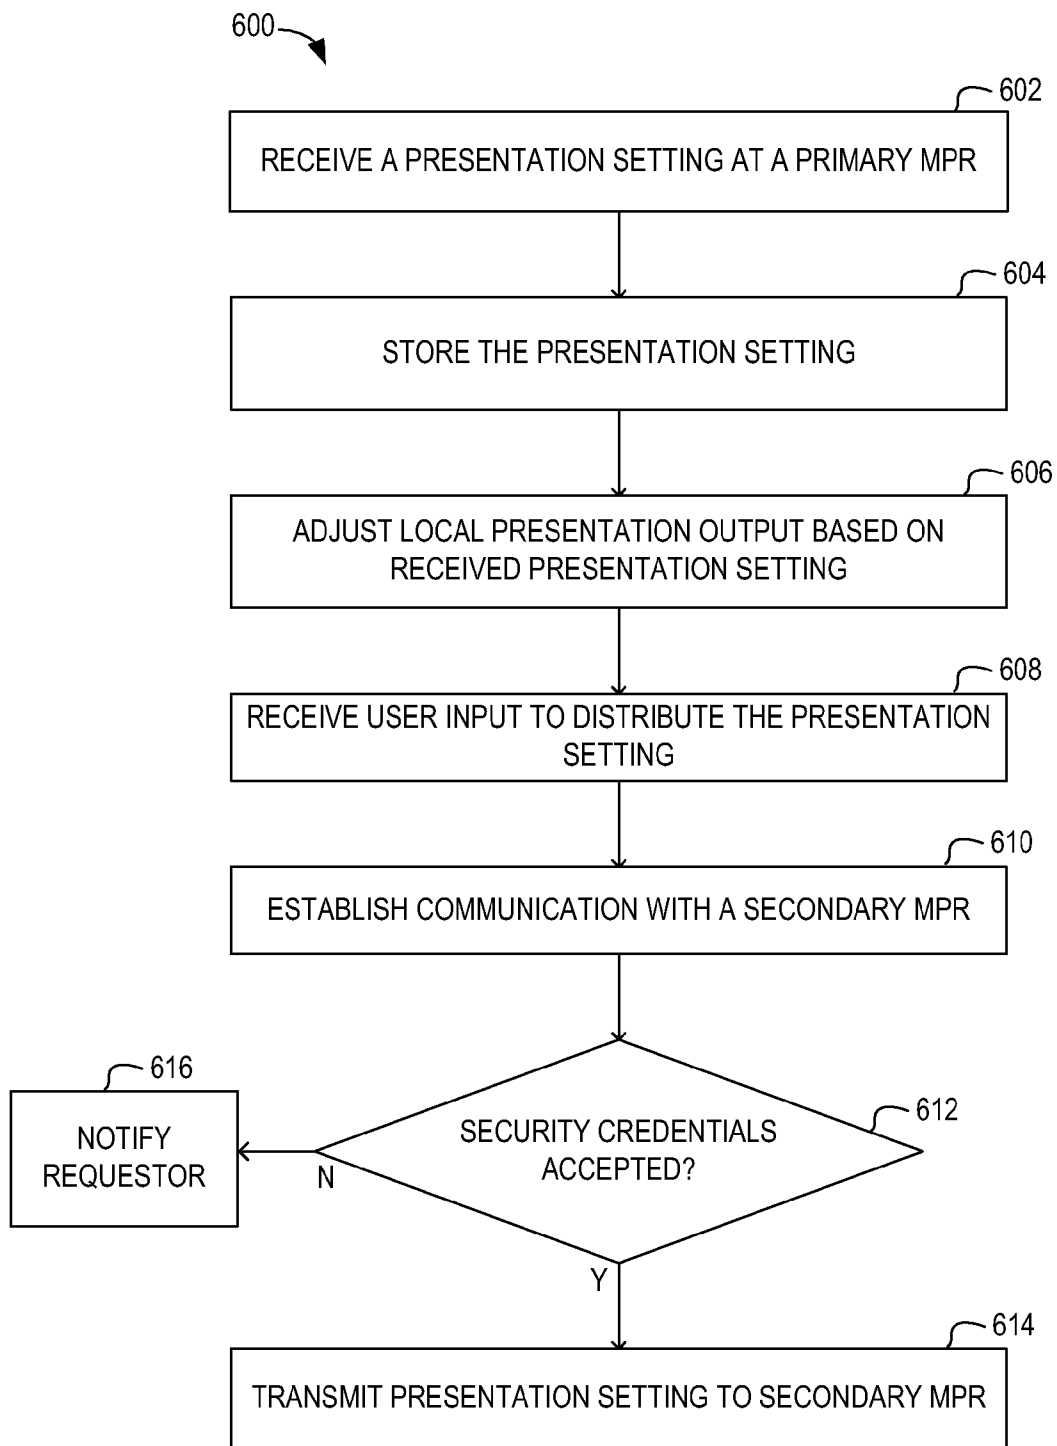 600
602
RECEIVE A PRESENTATION SETTING AT A PRIMARY MPR
604
STORE THE PRESENTATION SETTING
606
ADJUST LOCAL PRESENTATION OUTPUT BASED ON
RECEIVED PRESENTATION SETTING
608
RECEIVE USER INPUT TO DISTRIBUTE THE PRESENTATION
SETTING
610
ESTABLISH COMMUNICATION WITH A SECONDARY MPR
616
NOTIFY
REQUESTOR
N
612
SECURITY CREDENTIALS
ACCEPTED?
Y
614
TRANSMIT PRESENTATION SETTING TO SECONDARY MPR